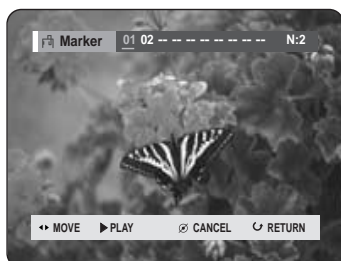 Marker 01 02 -- -- -- -- -- -- -- -- N:2
MOVE PLAY CANCEL RETURN